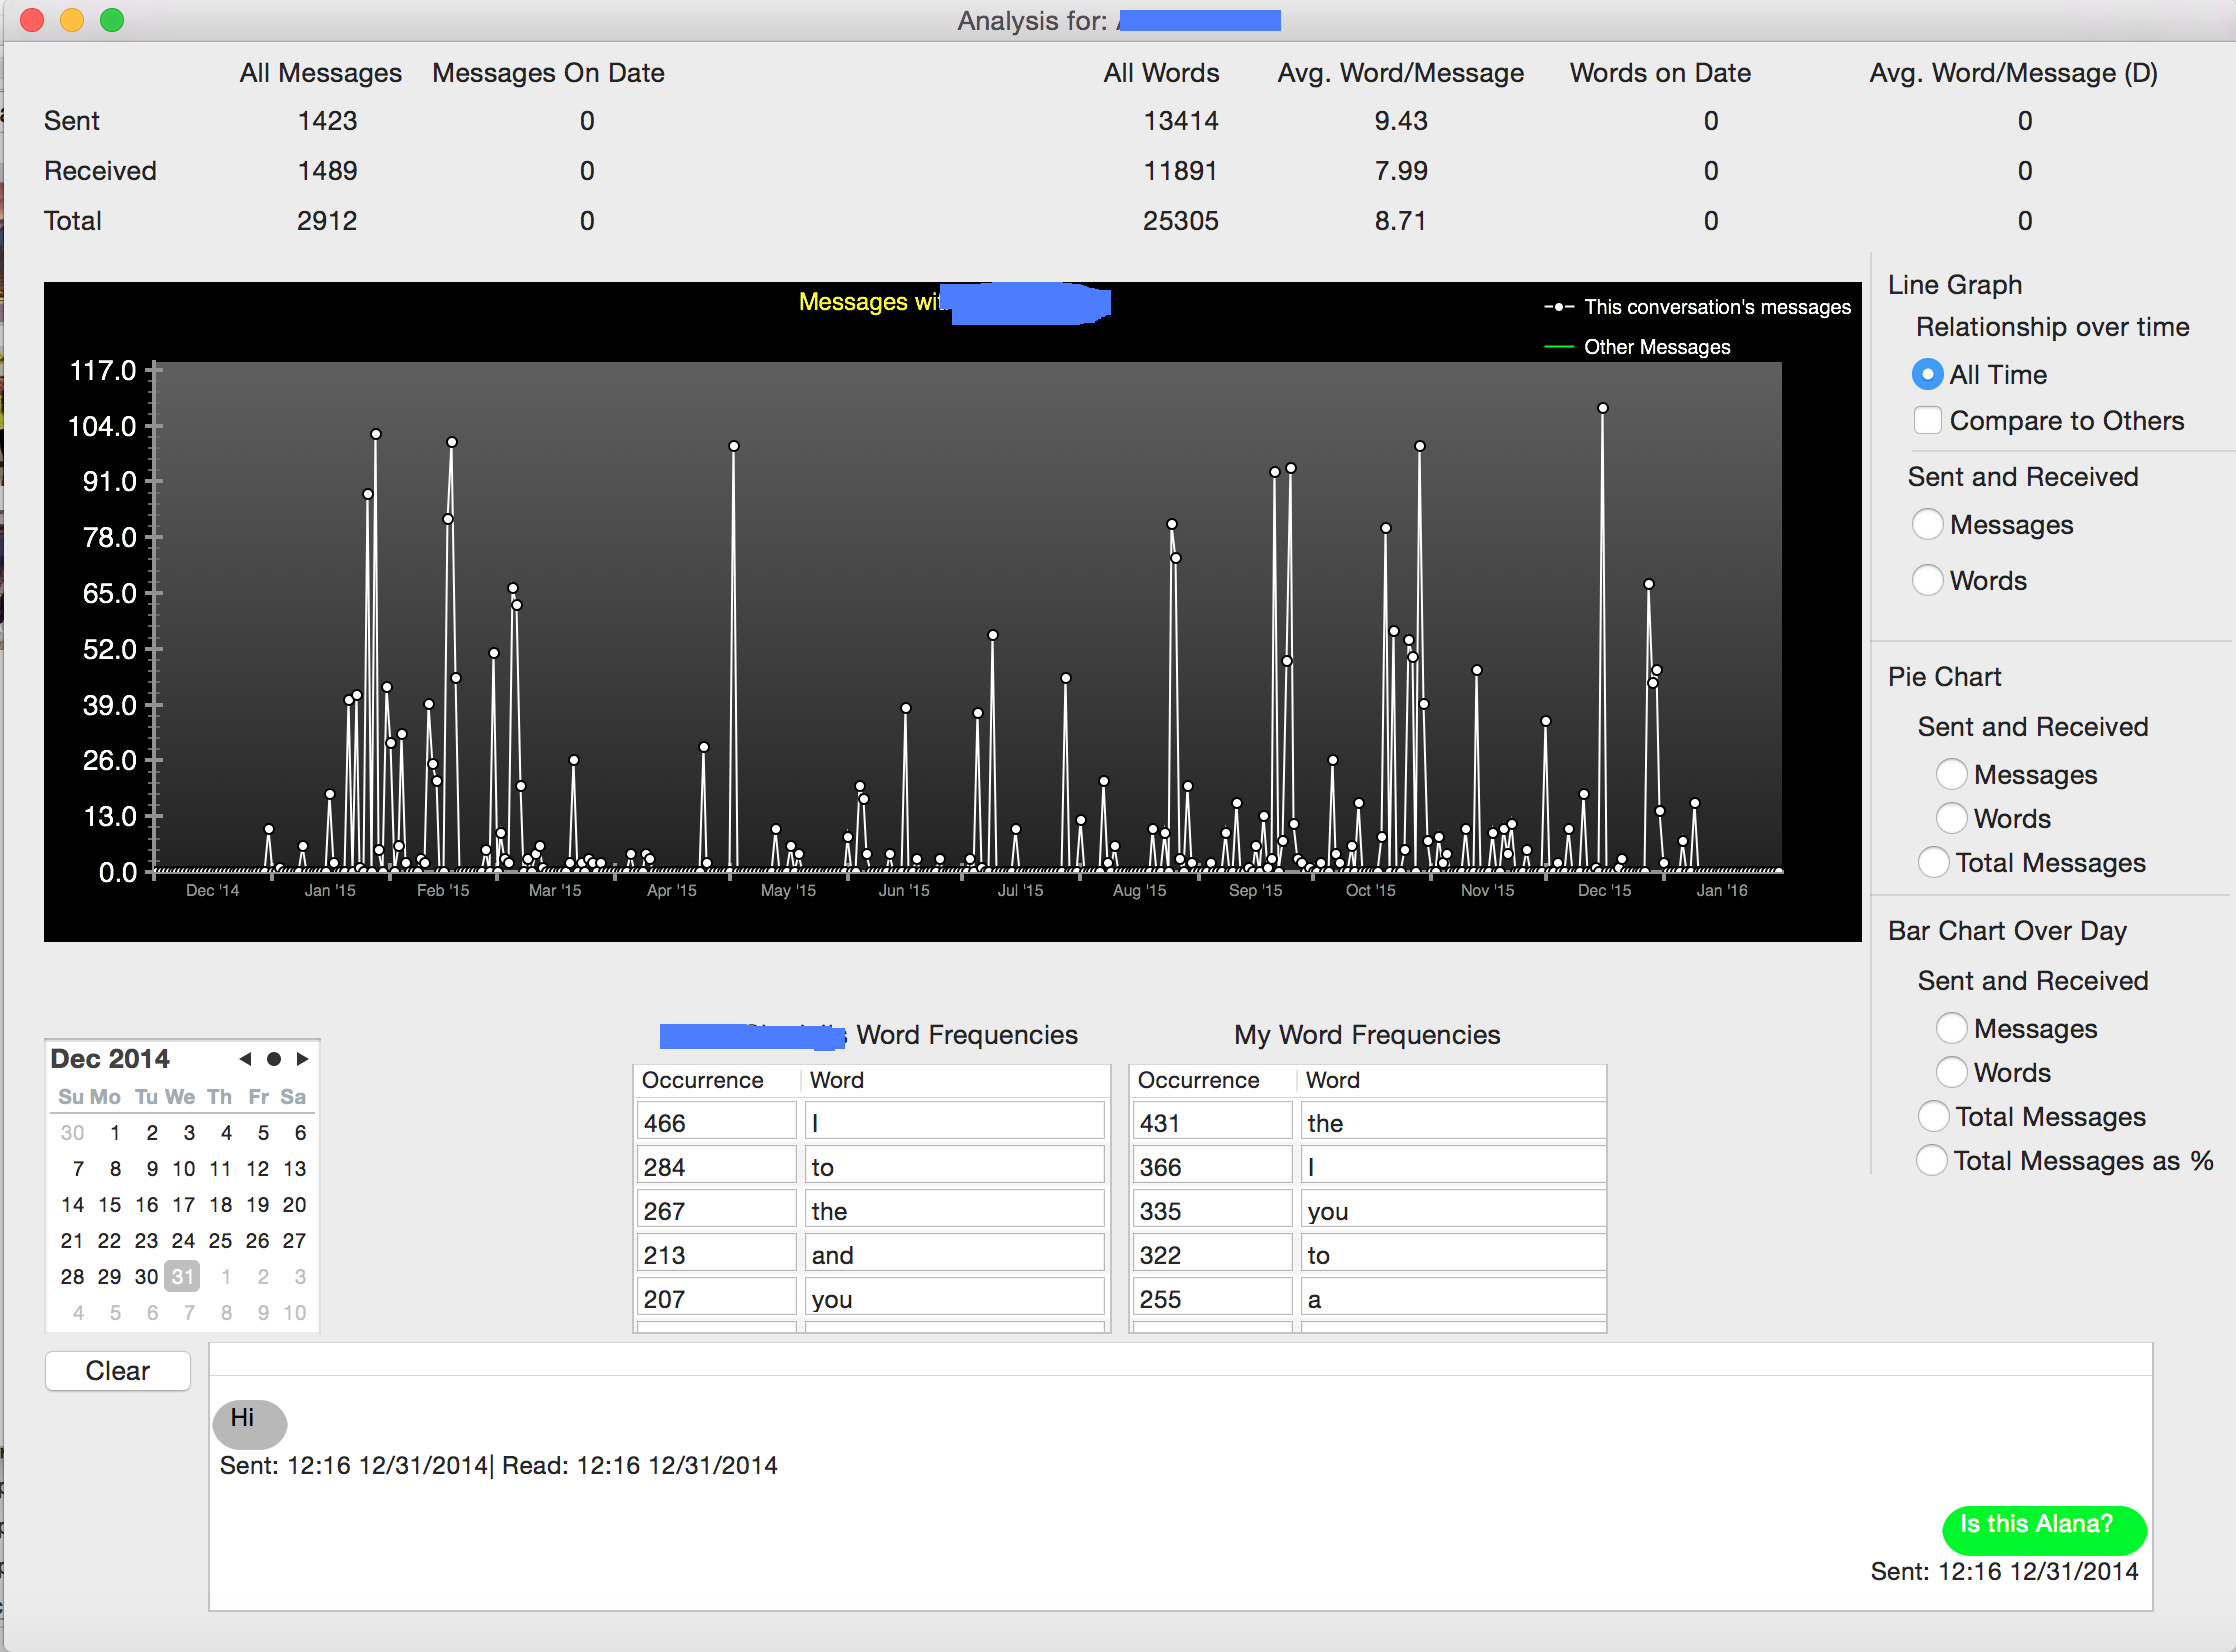 Analysis for:
All Messages Messages On Date All Words Avg. Word/Message Words on Date Avg. Word/Message (D)
Sent 1423 0 13414 9.43 0 0
Received 1489 0 11891 7.99 0 0
Total 2912 0 25305 8.71 0 0
Messages
This conversation's messages
Other Messages
117.0
104.0
91.0
78.0
65.0
52.0
39.0
26.0
13.0
0.0
Dec '14 Jan '15 Feb '15 Mar '15 Apr '15 May '15 Jun '15 Jul '15 Aug '15 Sep '15 Oct '15 Nov '15 Dec '15 Jan '16
Line Graph
Relationship over time
All Time
Compare to Others
Sent and Received
Messages
Words
Pie Chart
Sent and Received
Messages
Words
Total Messages
Bar Chart Over Day
Sent and Received
Messages
Words
Total Messages
Total Messages as %
Dec 2014
Su Mo Tu We Th Fr Sa
30 1 2 3 4 5 6
7 8 9 10 11 12 13
14 15 16 17 18 19 20
21 22 23 24 25 26 27
28 29 30 31 1 2 3
4 5 6 7 8 9 10
Clear
Word Frequencies
Occurrence Word
466 I
284 to
267 the
213 and
207 you
My Word Frequencies
Occurrence Word
431 the
366 I
335 you
322 to
255 a
Hi
Sent: 12:16 12/31/2014| Read: 12:16 12/31/2014
Is this Alana?
Sent: 12:16 12/31/2014